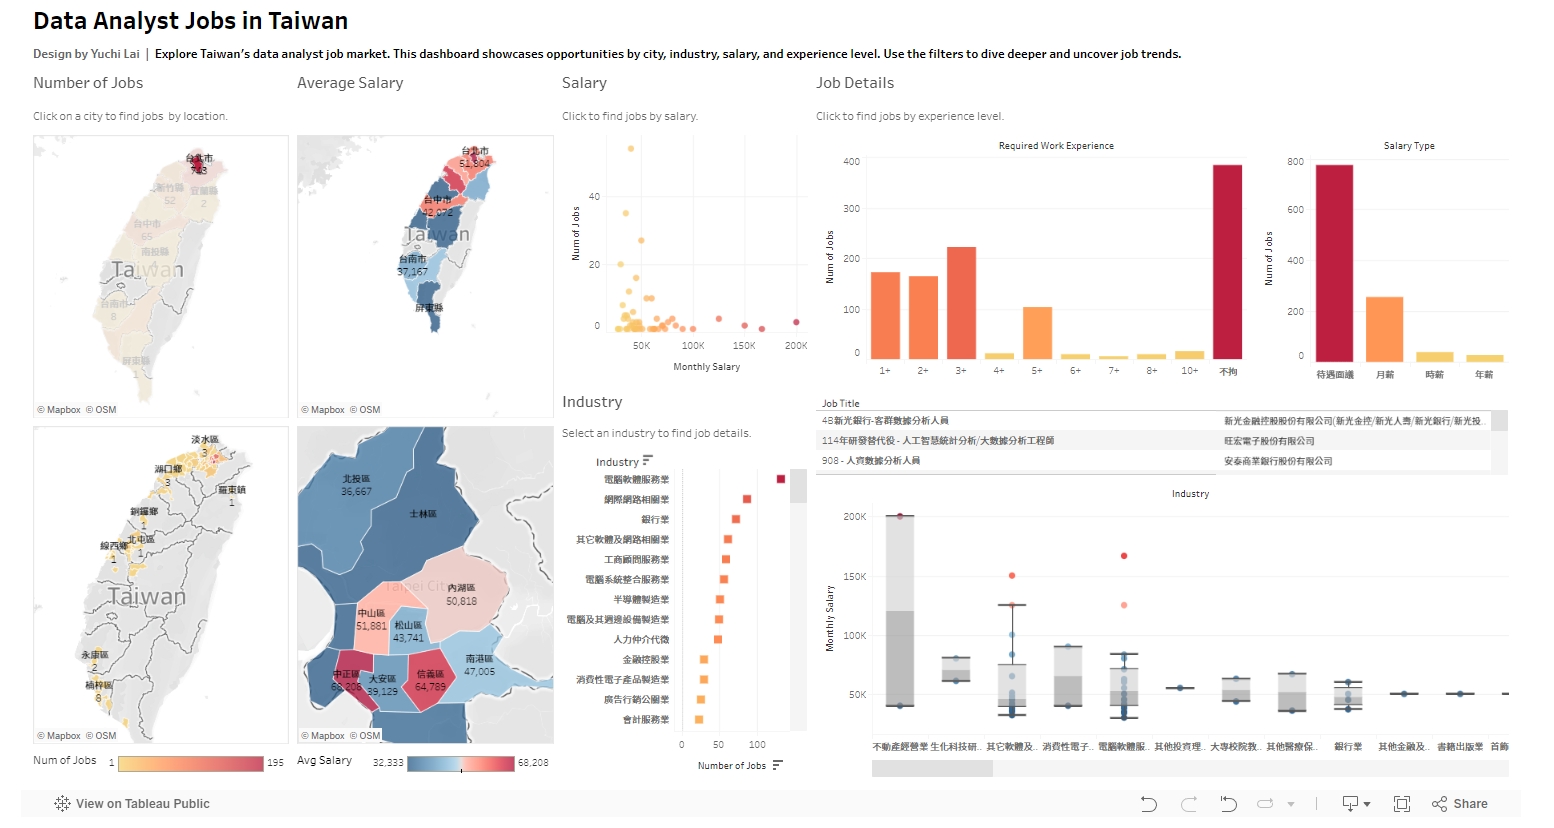 Data Analyst Jobs in Taiwan
Design by Yuchi Lai | Explore Taiwan's data analyst job market. This dashboard showcases opportunities by city, industry, salary, and experience level. Use the filters to dive deeper and uncover job trends.
Number of Jobs
Click on a city to find jobs by location.
台北市
743
新竹縣
52
宜蘭縣
2
台中市
65
南投縣
Taiwan
台南市
8
屏東縣
1
© Mapbox © OSM
淡水區
3
湖口鄉
3
羅東鎮
1
銅鑼鄉
1
線西鄉
1
北屯區
1
Taiwan
永康區
2
楠梓區
8
© Mapbox © OSM
Num of Jobs 1 195
Average Salary
台北市
51,804
台中市
42,072
Taiwan
台南市
37,167
屏東縣
© Mapbox © OSM
北投區
36,667
士林區
Taipei City
內湖區
50,818
中山區
51,881
松山區
43,741
南港區
47,005
中正區
68,208
大安區
39,129
信義區
64,789
© Mapbox © OSM
Avg Salary 32,333 68,208
Salary
Click to find jobs by salary.
Num of Jobs
40
20
0
50K 100K 150K 200K
Monthly Salary
Industry
Select an industry to find job details.
Industry
電腦軟體服務業
網際網路相關業
銀行業
其它軟體及網路相關業
工商顧問服務業
電腦系統整合服務業
半導體製造業
電腦及其週邊設備製造業
人力仲介代徵
金融控股業
消費性電子產品製造業
廣告行銷公關業
會計服務業
0 50 100
Number of Jobs
Job Details
Click to find jobs by experience level.
Required Work Experience
Num of Jobs
400
300
200
100
0
1+ 2+ 3+ 4+ 5+ 6+ 7+ 8+ 10+ 不拘
Salary Type
Num of Jobs
800
600
400
200
0
待遇面議 月薪 時薪 年薪
Job Title
4B新光銀行-客群數據分析人員 新光金融控股股份有限公司(新光金控/新光人壽/新光銀行/新光投..
114年研發替代役 - 人工智慧統計分析/大數據分析工程師 旺宏電子股份有限公司
908 - 人資數據分析人員 安泰商業銀行股份有限公司
Industry
Monthly Salary
200K
150K
100K
50K
不動產經營業 生化科技研.. 其它軟體及.. 消費性電子.. 電腦軟體服.. 其他投資理.. 大專校院教.. 其他醫療保.. 銀行業 其他金融及.. 書籍出版業 首飾
View on Tableau Public
Share